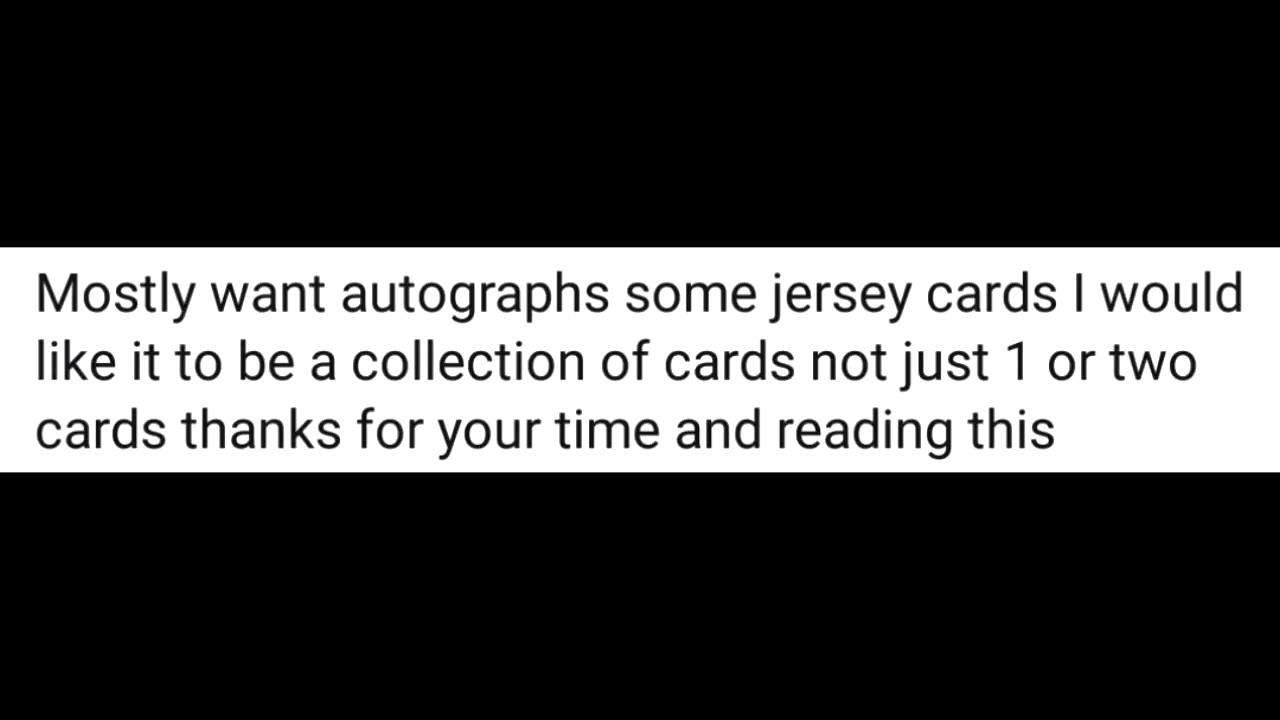 Mostly want autographs some jersey cards I would
like it to be a collection of cards not just 1 or two
cards thanks for your time and reading this